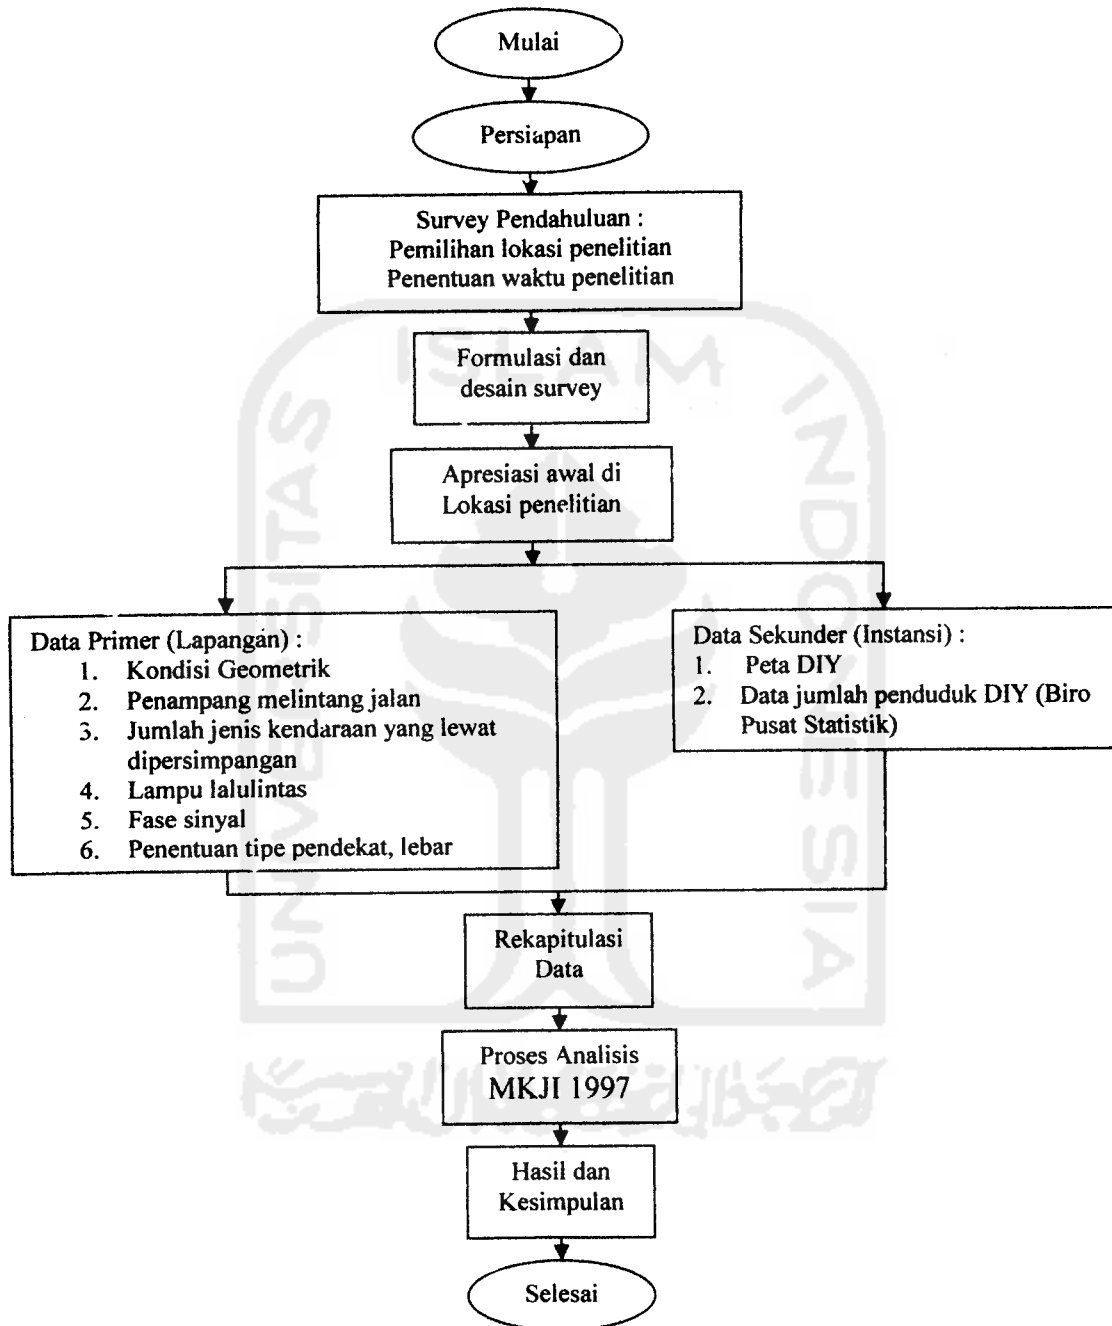 Mulai
Persiapan
Survey Pendahuluan :
Pemilihan lokasi penelitian
Penentuan waktu penelitian
Formulasi dan
desain survey
Apresiasi awal di
Lokasi penelitian
Data Primer (Lapangan) :
1. Kondisi Geometrik
2. Penampang melintang jalan
3. Jumlah jenis kendaraan yang lewat
dipersimpangan
4. Lampu lalulintas
5. Fase sinyal
6. Penentuan tipe pendekat, lebar
Data Sekunder (Instansi) :
1. Peta DIY
2. Data jumlah penduduk DIY (Biro
Pusat Statistik)
Rekapitulasi
Data
Proses Analisis
MKJI 1997
Hasil dan
Kesimpulan
Selesai
UNIVERSITAS
ISLAM
INDONESIA